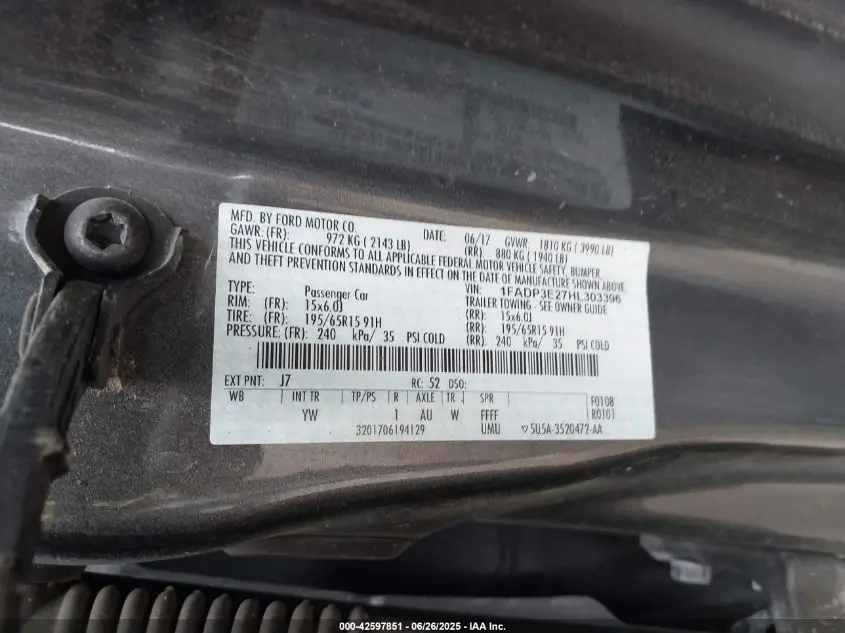 MFD. BY FORD MOTOR CO. DATE: 06/17 GVWR: 1810 KG ( 3990 LB)
GAWR: (FR): 972 KG ( 2143 LB) (RR): 880 KG ( 1940 LB)
THIS VEHICLE CONFORMS TO ALL APPLICABLE FEDERAL MOTOR VEHICLE SAFETY, BUMPER,
AND THEFT PREVENTION STANDARDS IN EFFECT ON THE DATE OF MANUFACTURE SHOWN ABOVE.
VIN: 1FADP3E27HL303396
TYPE: Passenger Car TRAILER TOWING - SEE OWNER GUIDE
RIM: (FR): 15x6.0J (RR): 15x6.0J
TIRE: (FR): 195/65R15 91H (RR): 195/65R15 91H
PRESSURE: (FR): 240 kPa/ 35 PSI COLD (RR): 240 kPa/ 35 PSI COLD
EXT PNT: J7 RC: 52 DSO:
WB INT TR TP/PS R AXLE TR SPR F0108
YW 1 AU W FFFF R0101
3201706194129 UMU ▽5U5A-3520472-AA
000-42597851 - 06/26/2025 - IAA Inc.